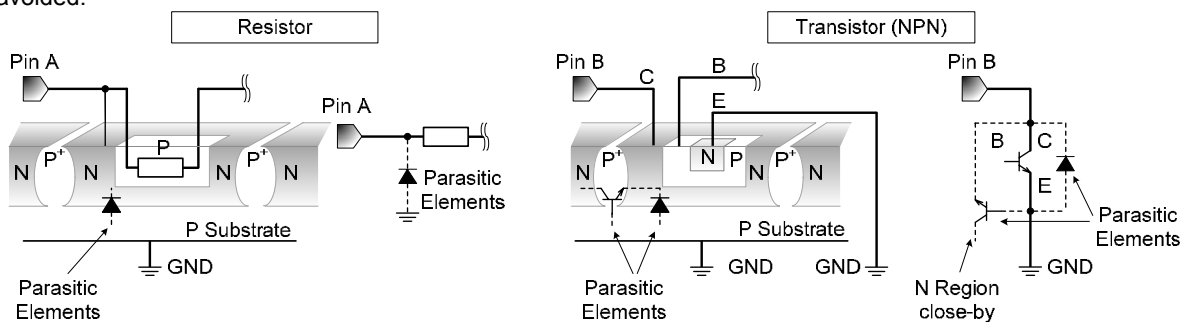 avoided.
Resistor
Transistor (NPN)
Pin A
Pin A
N
P+
N
P
N
P+
N
Parasitic
Elements
P Substrate
GND
Parasitic
Elements
Pin B
C
B
E
N
P+
N
N
P
N
P+
N
P Substrate
GND
GND
Parasitic
Elements
Pin B
B
C
E
Parasitic
Elements
GND
N Region
close-by